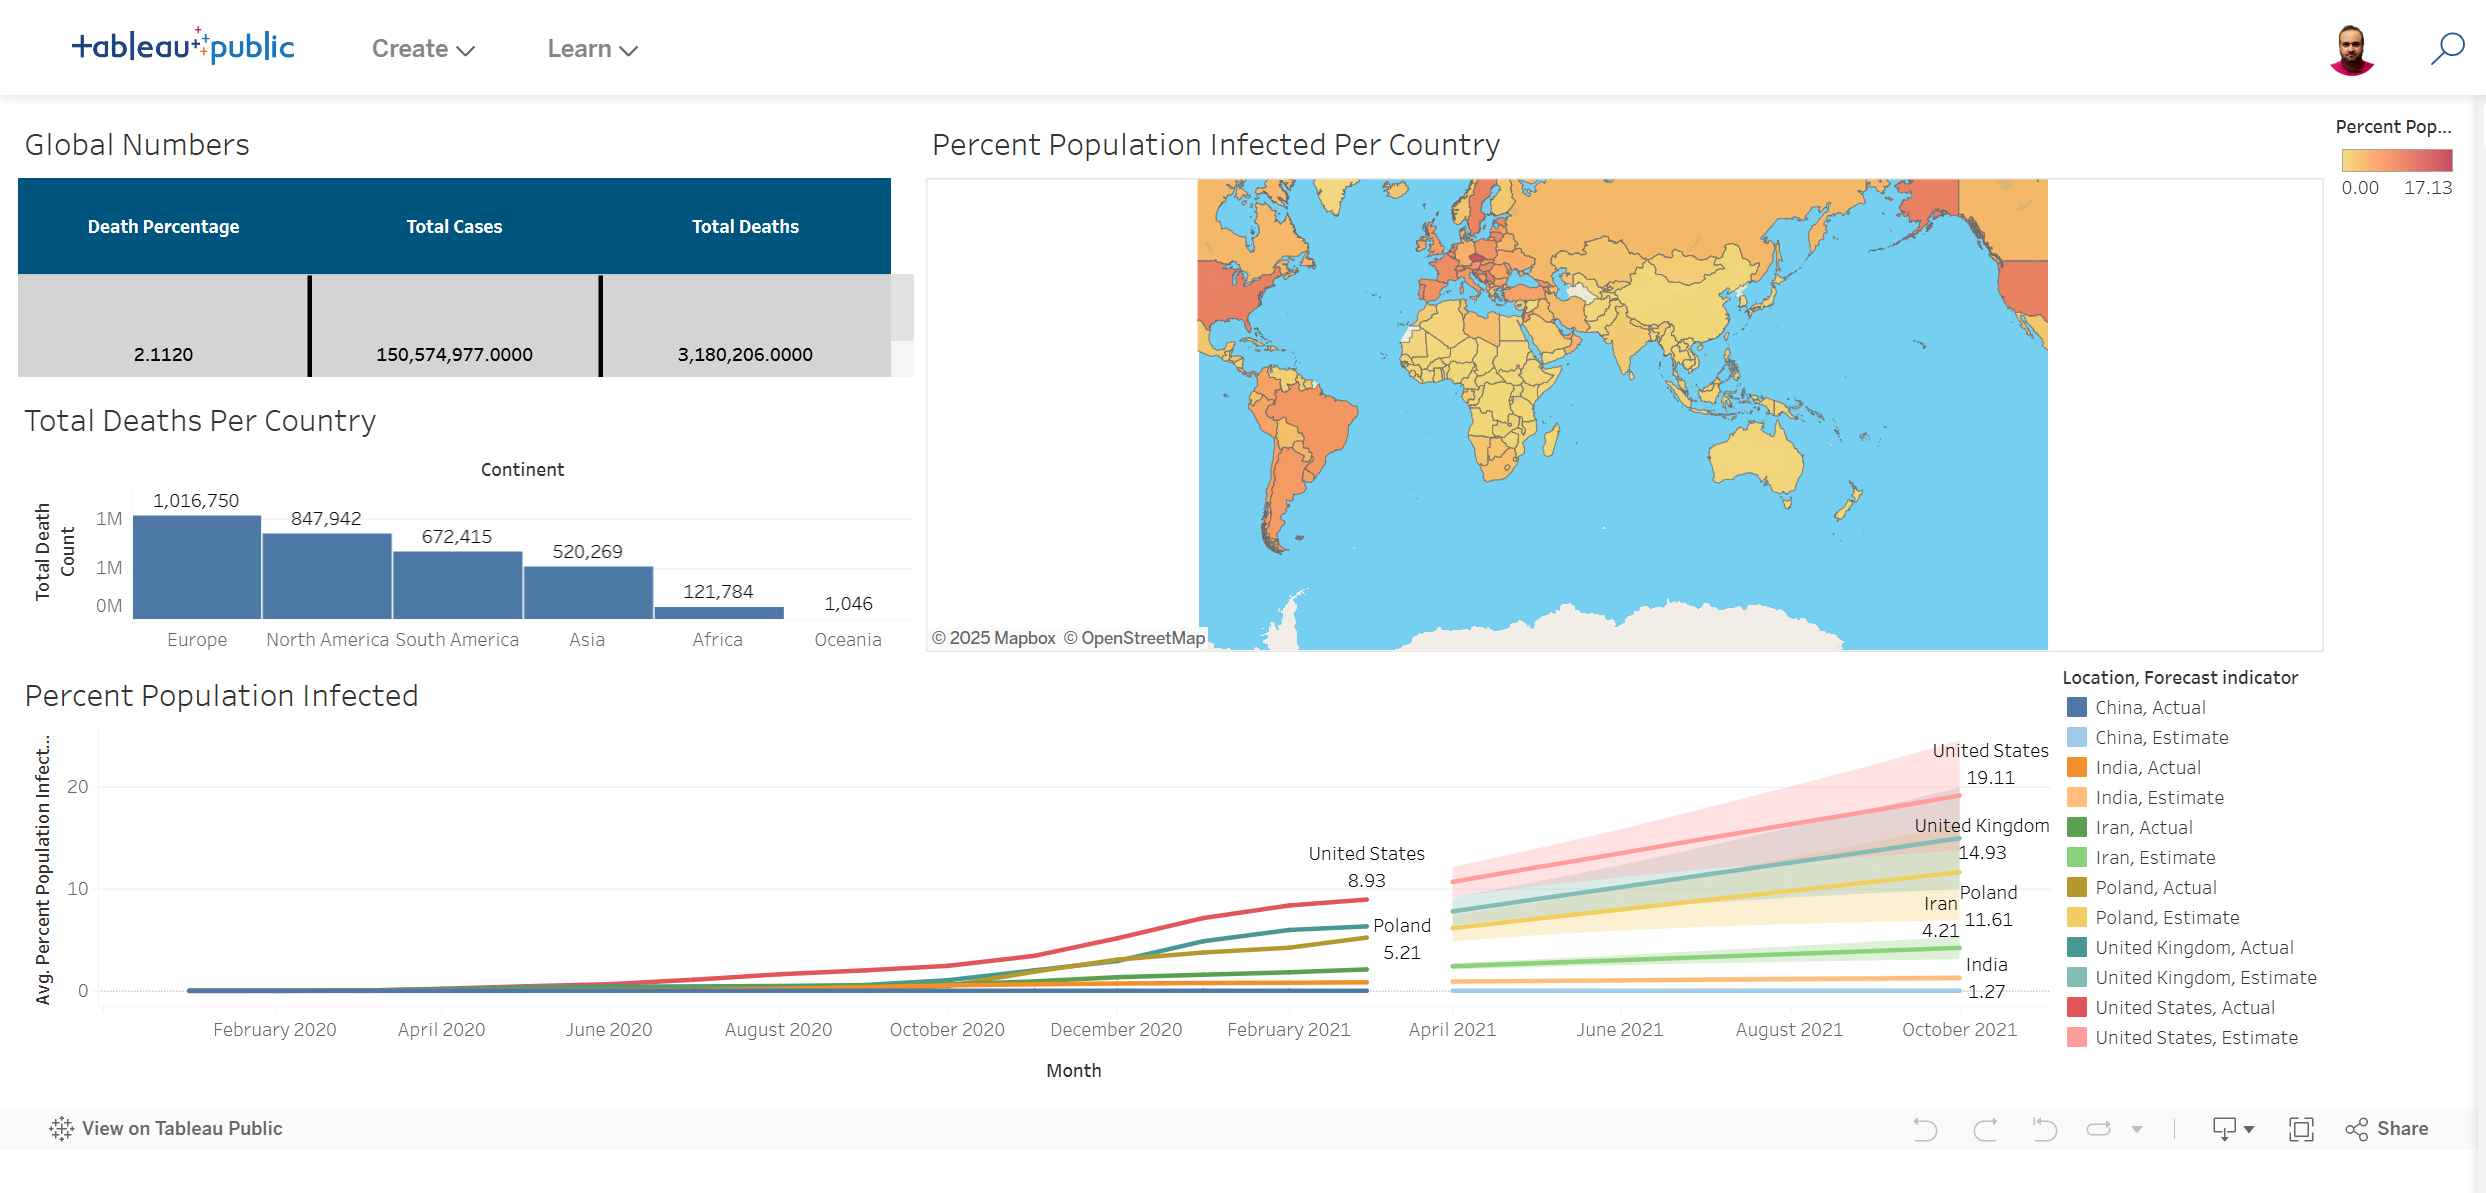 tableau public
Create
Learn
Global Numbers
Death Percentage Total Cases Total Deaths
2.1120 150,574,977.0000 3,180,206.0000
Total Deaths Per Country
Continent
Total Death
Count
1M
1M
0M
1,016,750
847,942
672,415
520,269
121,784
1,046
Europe North America South America Asia Africa Oceania
Percent Population Infected Per Country
© 2025 Mapbox © OpenStreetMap
Percent Pop...
0.00 17.13
Percent Population Infected
Avg. Percent Population Infect...
20
10
0
United States
8.93
Poland
5.21
United States
19.11
United Kingdom
14.93
Poland
11.61
Iran
4.21
India
1.27
February 2020 April 2020 June 2020 August 2020 October 2020 December 2020 February 2021 April 2021 June 2021 August 2021 October 2021
Month
Location, Forecast indicator
China, Actual
China, Estimate
India, Actual
India, Estimate
Iran, Actual
Iran, Estimate
Poland, Actual
Poland, Estimate
United Kingdom, Actual
United Kingdom, Estimate
United States, Actual
United States, Estimate
View on Tableau Public
Share